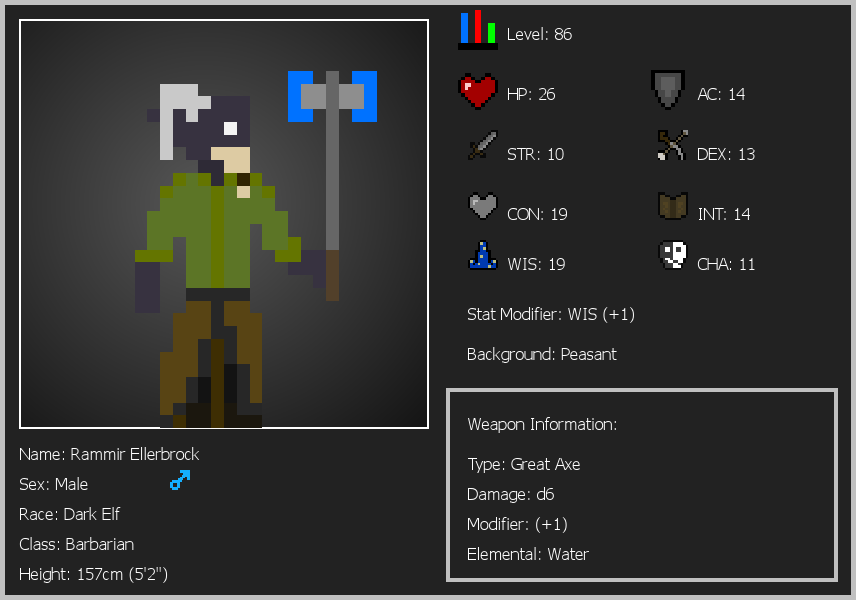 Level: 86
HP: 26
AC: 14
STR: 10
DEX: 13
CON: 19
INT: 14
WIS: 19
CHA: 11
Stat Modifier: WIS (+1)
Background: Peasant
Weapon Information:
Type: Great Axe
Damage: d6
Modifier: (+1)
Elemental: Water
Name: Rammir Ellerbrock
Sex: Male
Race: Dark Elf
Class: Barbarian
Height: 157cm (5'2")